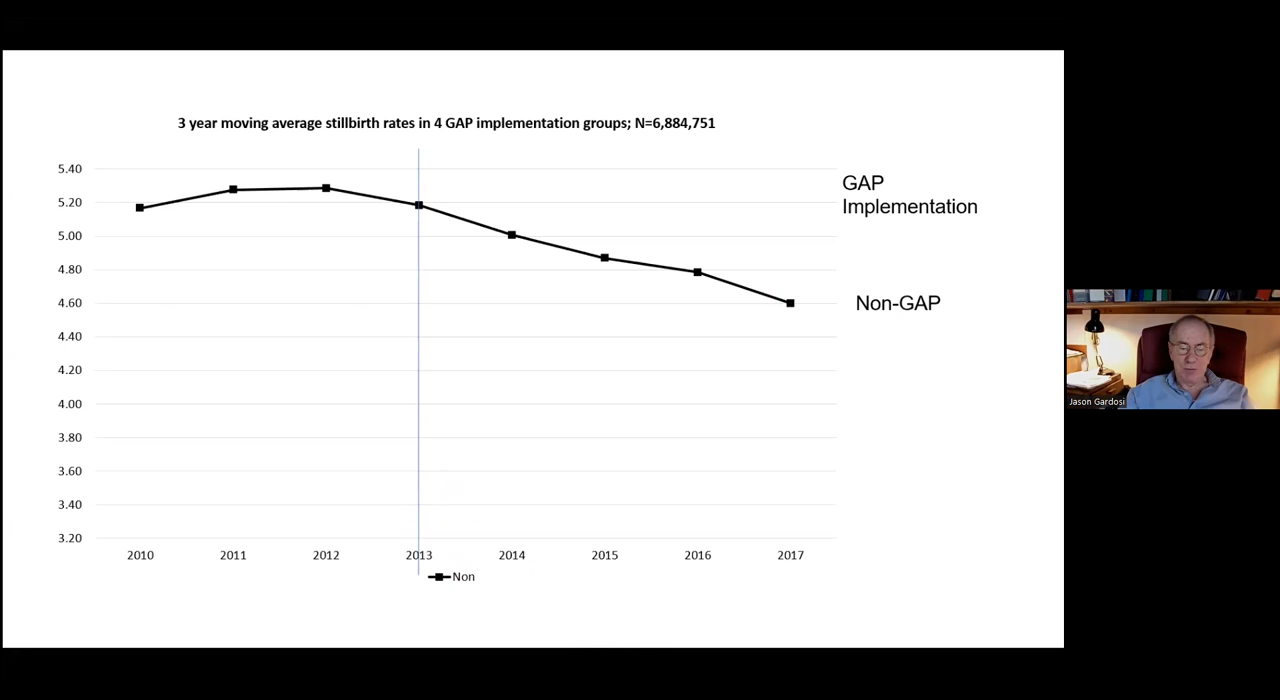 3 year moving average stillbirth rates in 4 GAP implementation groups; N=6,884,751
5.40
5.20
5.00
4.80
4.60
4.40
4.20
4.00
3.80
3.60
3.40
3.20
2010 2011 2012 2013 2014 2015 2016 2017
Non
GAP
Implementation
Non-GAP
Jason Gardosi